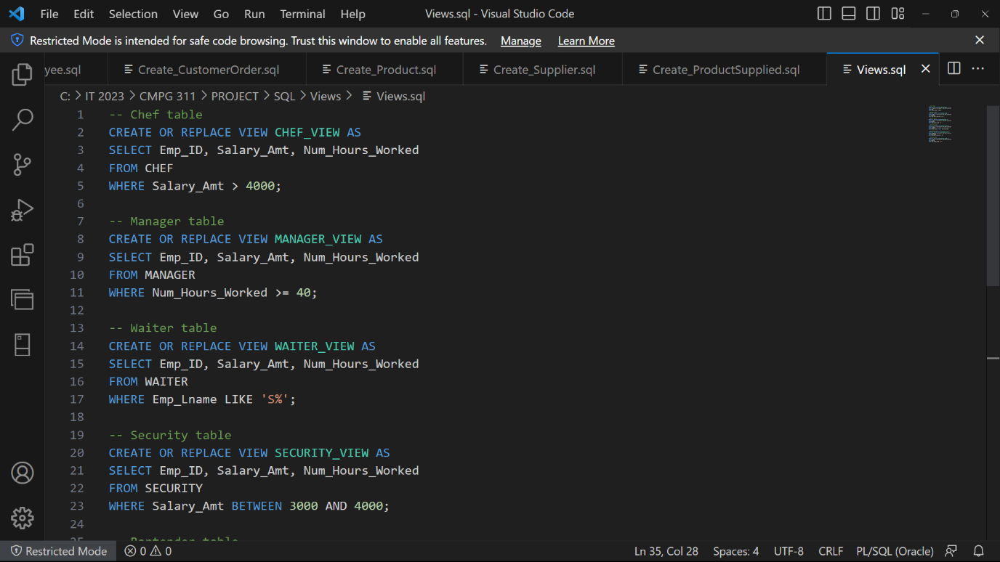 File Edit Selection View Go Run Terminal Help Views.sql - Visual Studio Code
Restricted Mode is intended for safe code browsing. Trust this window to enable all features. Manage Learn More
yee.sql Create_CustomerOrder.sql Create_Product.sql Create_Supplier.sql Create_ProductSupplied.sql Views.sql
C: > IT 2023 > CMPG 311 > PROJECT > SQL > Views > Views.sql
1 -- Chef table
2 CREATE OR REPLACE VIEW CHEF_VIEW AS
3 SELECT Emp_ID, Salary_Amt, Num_Hours_Worked
4 FROM CHEF
5 WHERE Salary_Amt > 4000;
6
7 -- Manager table
8 CREATE OR REPLACE VIEW MANAGER_VIEW AS
9 SELECT Emp_ID, Salary_Amt, Num_Hours_Worked
10 FROM MANAGER
11 WHERE Num_Hours_Worked >= 40;
12
13 -- Waiter table
14 CREATE OR REPLACE VIEW WAITER_VIEW AS
15 SELECT Emp_ID, Salary_Amt, Num_Hours_Worked
16 FROM WAITER
17 WHERE Emp_Lname LIKE 'S%';
18
19 -- Security table
20 CREATE OR REPLACE VIEW SECURITY_VIEW AS
21 SELECT Emp_ID, Salary_Amt, Num_Hours_Worked
22 FROM SECURITY
23 WHERE Salary_Amt BETWEEN 3000 AND 4000;
24
25 -- Bartender table
Restricted Mode 0 0 Ln 35, Col 28 Spaces: 4 UTF-8 CRLF PL/SQL (Oracle)